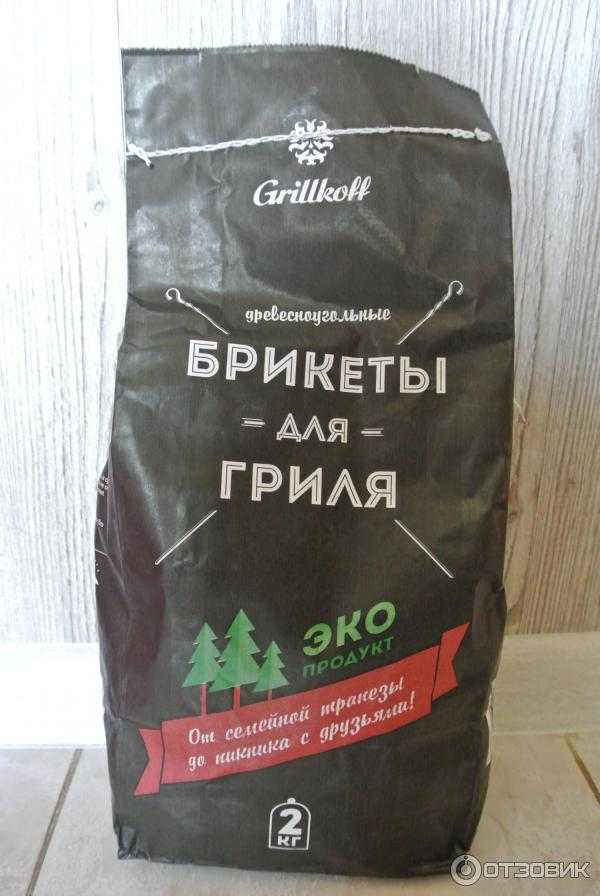 Grillkoff
древесноугольные
БРИКЕТЫ
– для –
ГРИЛЯ
ЭКО
ПРОДУКТ
От семейной трапезы
до пикника с друзьями!
2
КГ
ОТЗОВИК